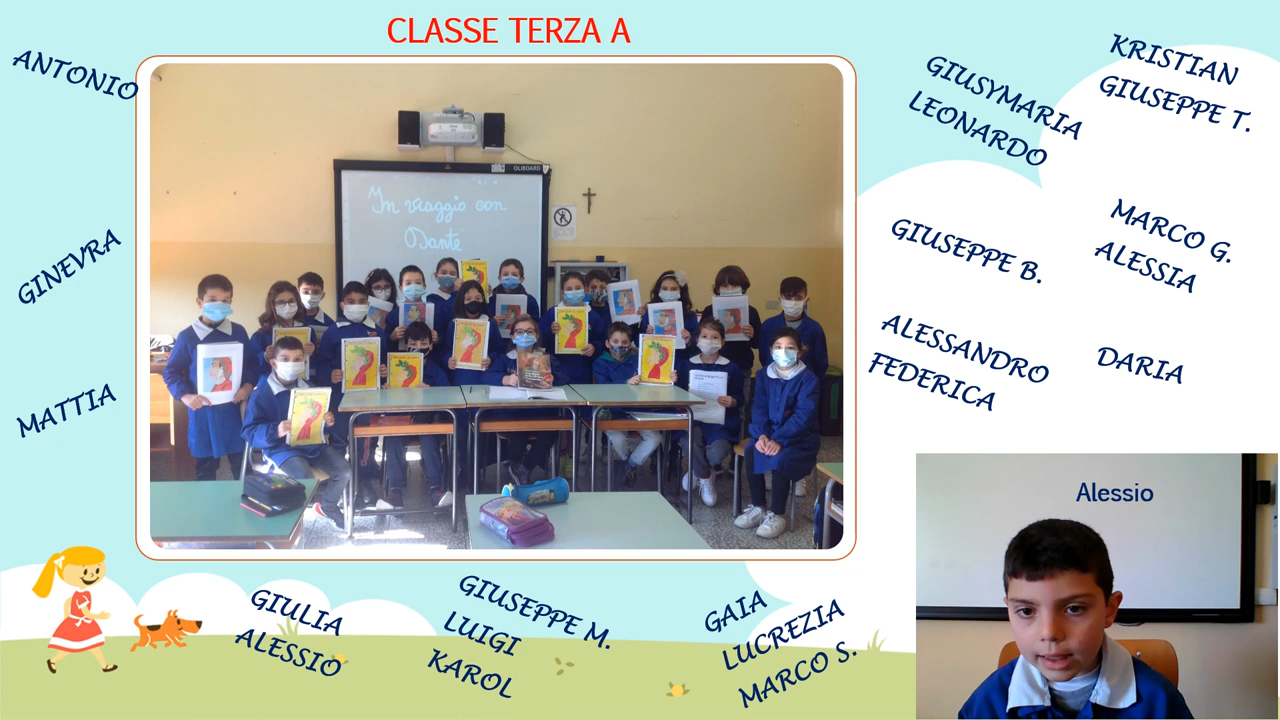 CLASSE TERZA A
ANTONIO
GINEVRA
MATTIA
OLIBOARD
In viaggio con
Dante
GIUSYMARIA
LEONARDO
KRISTIAN
GIUSEPPE T.
GIUSEPPE B.
MARCO G.
ALESSIA
ALESSANDRO
FEDERICA
DARIA
Alessio
GIULIA
ALESSIO
GIUSEPPE M.
LUIGI
KAROL
GAIA
LUCREZIA
MARCO S.